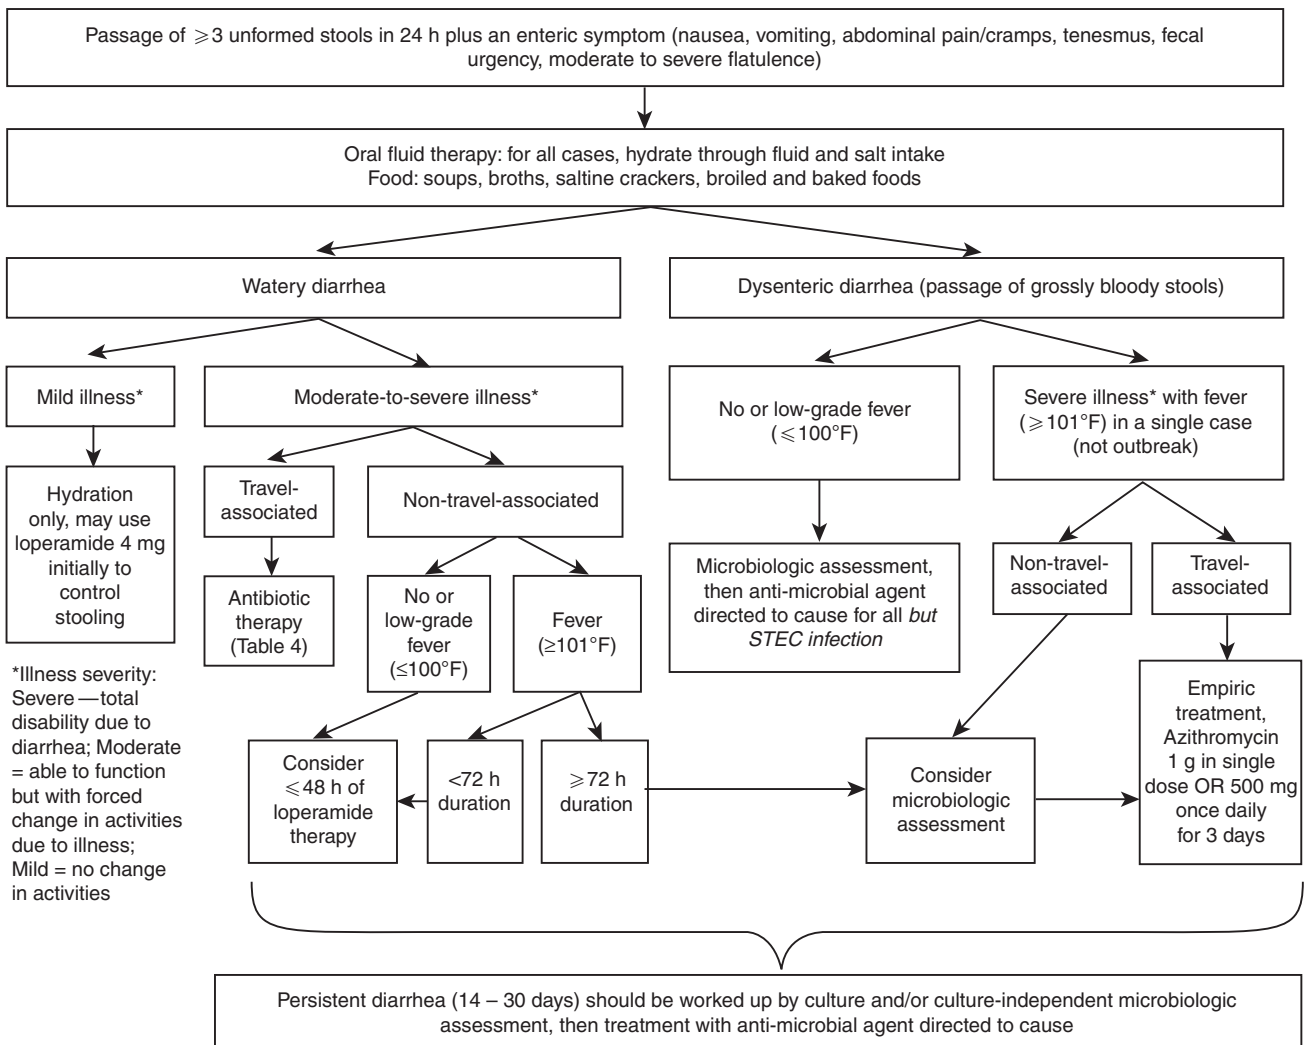 Passage of ⩾3 unformed stools in 24 h plus an enteric symptom (nausea, vomiting, abdominal pain/cramps, tenesmus, fecal
urgency, moderate to severe flatulence)
Oral fluid therapy: for all cases, hydrate through fluid and salt intake
Food: soups, broths, saltine crackers, broiled and baked foods
Watery diarrhea
Dysenteric diarrhea (passage of grossly bloody stools)
Mild illness*
Moderate-to-severe illness*
No or low-grade fever
(⩽100°F)
Severe illness* with fever
(⩾101°F) in a single case
(not outbreak)
Hydration
only, may use
loperamide 4 mg
initially to
control
stooling
Travel-
associated
Non-travel-associated
Antibiotic
therapy
(Table 4)
No or
low-grade
fever
(≤100°F)
Fever
(≥101°F)
Microbiologic assessment,
then anti-microbial agent
directed to cause for all but
STEC infection
Non-travel-
associated
Travel-
associated
*Illness severity:
Severe—total
disability due to
diarrhea; Moderate
= able to function
but with forced
change in activities
due to illness;
Mild = no change
in activities
Consider
⩽48 h of
loperamide
therapy
<72 h
duration
⩾72 h
duration
Consider
microbiologic
assessment
Empiric
treatment,
Azithromycin
1 g in single
dose OR 500 mg
once daily
for 3 days
Persistent diarrhea (14 – 30 days) should be worked up by culture and/or culture-independent microbiologic
assessment, then treatment with anti-microbial agent directed to cause